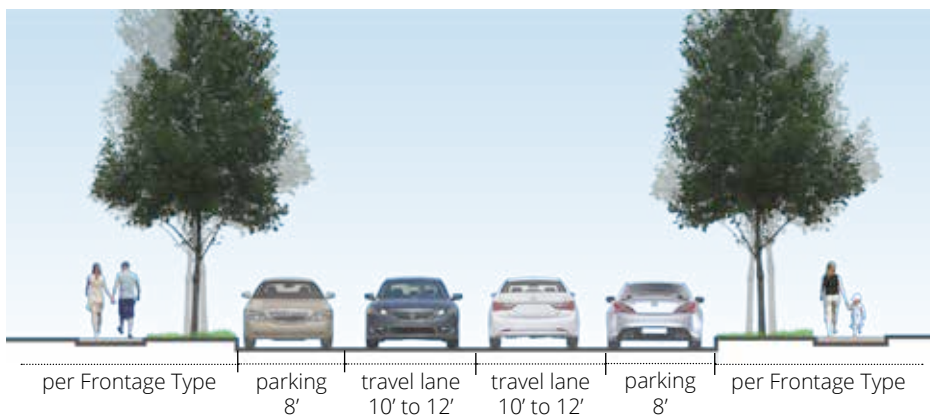 per Frontage Type
parking
8’
travel lane
10’ to 12’
travel lane
10’ to 12’
parking
8’
per Frontage Type